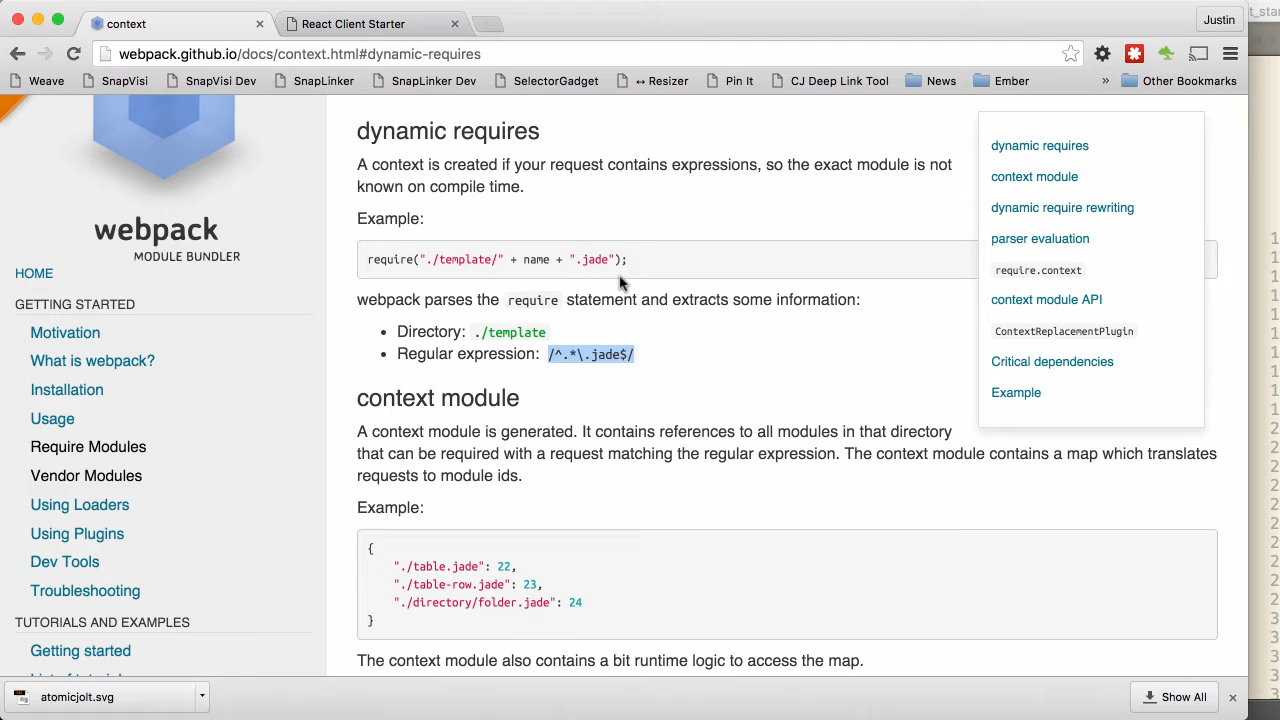 context
React Client Starter
Justin
webpack.github.io/docs/context.html#dynamic-requires
Weave
SnapVisi
SnapVisi Dev
SnapLinker
SnapLinker Dev
SelectorGadget
↔ Resizer
Pin It
CJ Deep Link Tool
News
Ember
»
Other Bookmarks
webpack
MODULE BUNDLER
HOME
GETTING STARTED
Motivation
What is webpack?
Installation
Usage
Require Modules
Vendor Modules
Using Loaders
Using Plugins
Dev Tools
Troubleshooting
TUTORIALS AND EXAMPLES
Getting started
dynamic requires
A context is created if your request contains expressions, so the exact module is not
known on compile time.
Example:
require("./template/" + name + ".jade");
webpack parses the require statement and extracts some information:
• Directory: ./template
• Regular expression: /^.*\.jade$/
context module
A context module is generated. It contains references to all modules in that directory
that can be required with a request matching the regular expression. The context module contains a map which translates
requests to module ids.
Example:
{
"./table.jade": 22,
"./table-row.jade": 23,
"./directory/folder.jade": 24
}
The context module also contains a bit runtime logic to access the map.
dynamic requires
context module
dynamic require rewriting
parser evaluation
require.context
context module API
ContextReplacementPlugin
Critical dependencies
Example
atomicjolt.svg
Show All